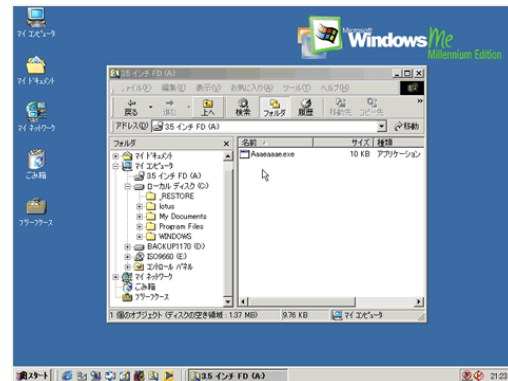 マイ コンピュータ
Microsoft
Windows Me
Millennium Edition
マイ ドキュメント
マイ ネットワーク
ごみ箱
ブリーフケース
3.5 インチ FD (A)
ファイル(F) 編集(E) 表示(V) お気に入り(A) ツール(T) ヘルプ(H)
戻る 進む 上へ 検索 フォルダ 履歴 移動先 コピー先 »
アドレス(D) 3.5 インチ FD (A) 移動
フォルダ × 名前 サイズ 種類
マイ ドキュメント Aaaeaaae.exe 10 KB アプリケーション
マイ コンピュータ
3.5 インチ FD (A)
ローカル ディスク (C)
_RESTORE
lotus
My Documents
Program Files
WINDOWS
BACKUP1170 (D)
ISO9660 (E)
コントロール パネル
マイ ネットワーク
ごみ箱
ブリーフケース
1 個のオブジェクト (ディスクの空き領域 : 1.37 MB) 9.76 KB マイ コンピュータ
スタート 3.5 インチ FD (A) 21:23